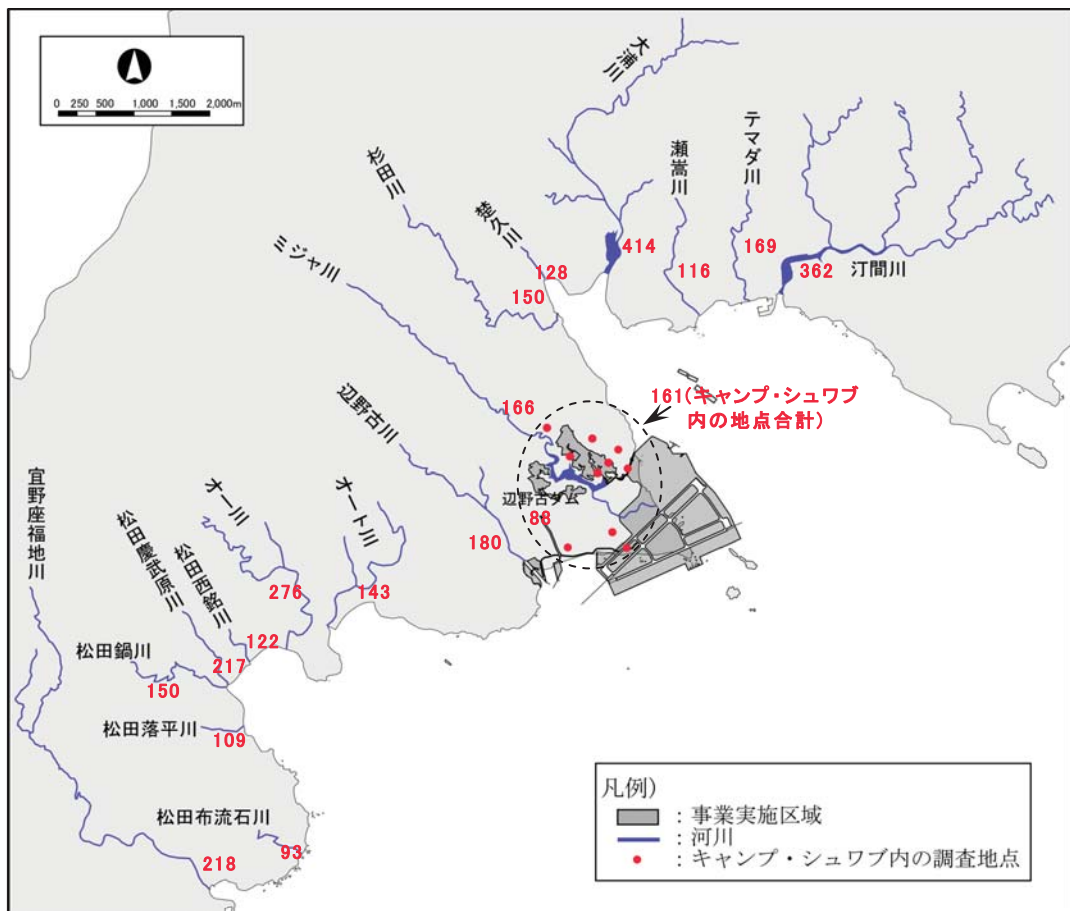 0 250 500 1,000 1,500 2,000m
大浦川
テマダ川
瀬嵩川
杉田川
楚久川
ミジャ川
414
169
128
116
362
汀間川
150
161(キャンプ・シュワブ
内の地点合計)
166
辺野古川
宜野座福地川
辺野古ダム
88
オー川
オート川
松田慶武原川
松田西銘川
180
276
143
122
松田鍋川
217
150
松田落平川
109
松田布流石川
93
218
凡例)
:事業実施区域
:河川
:キャンプ・シュワブ内の調査地点